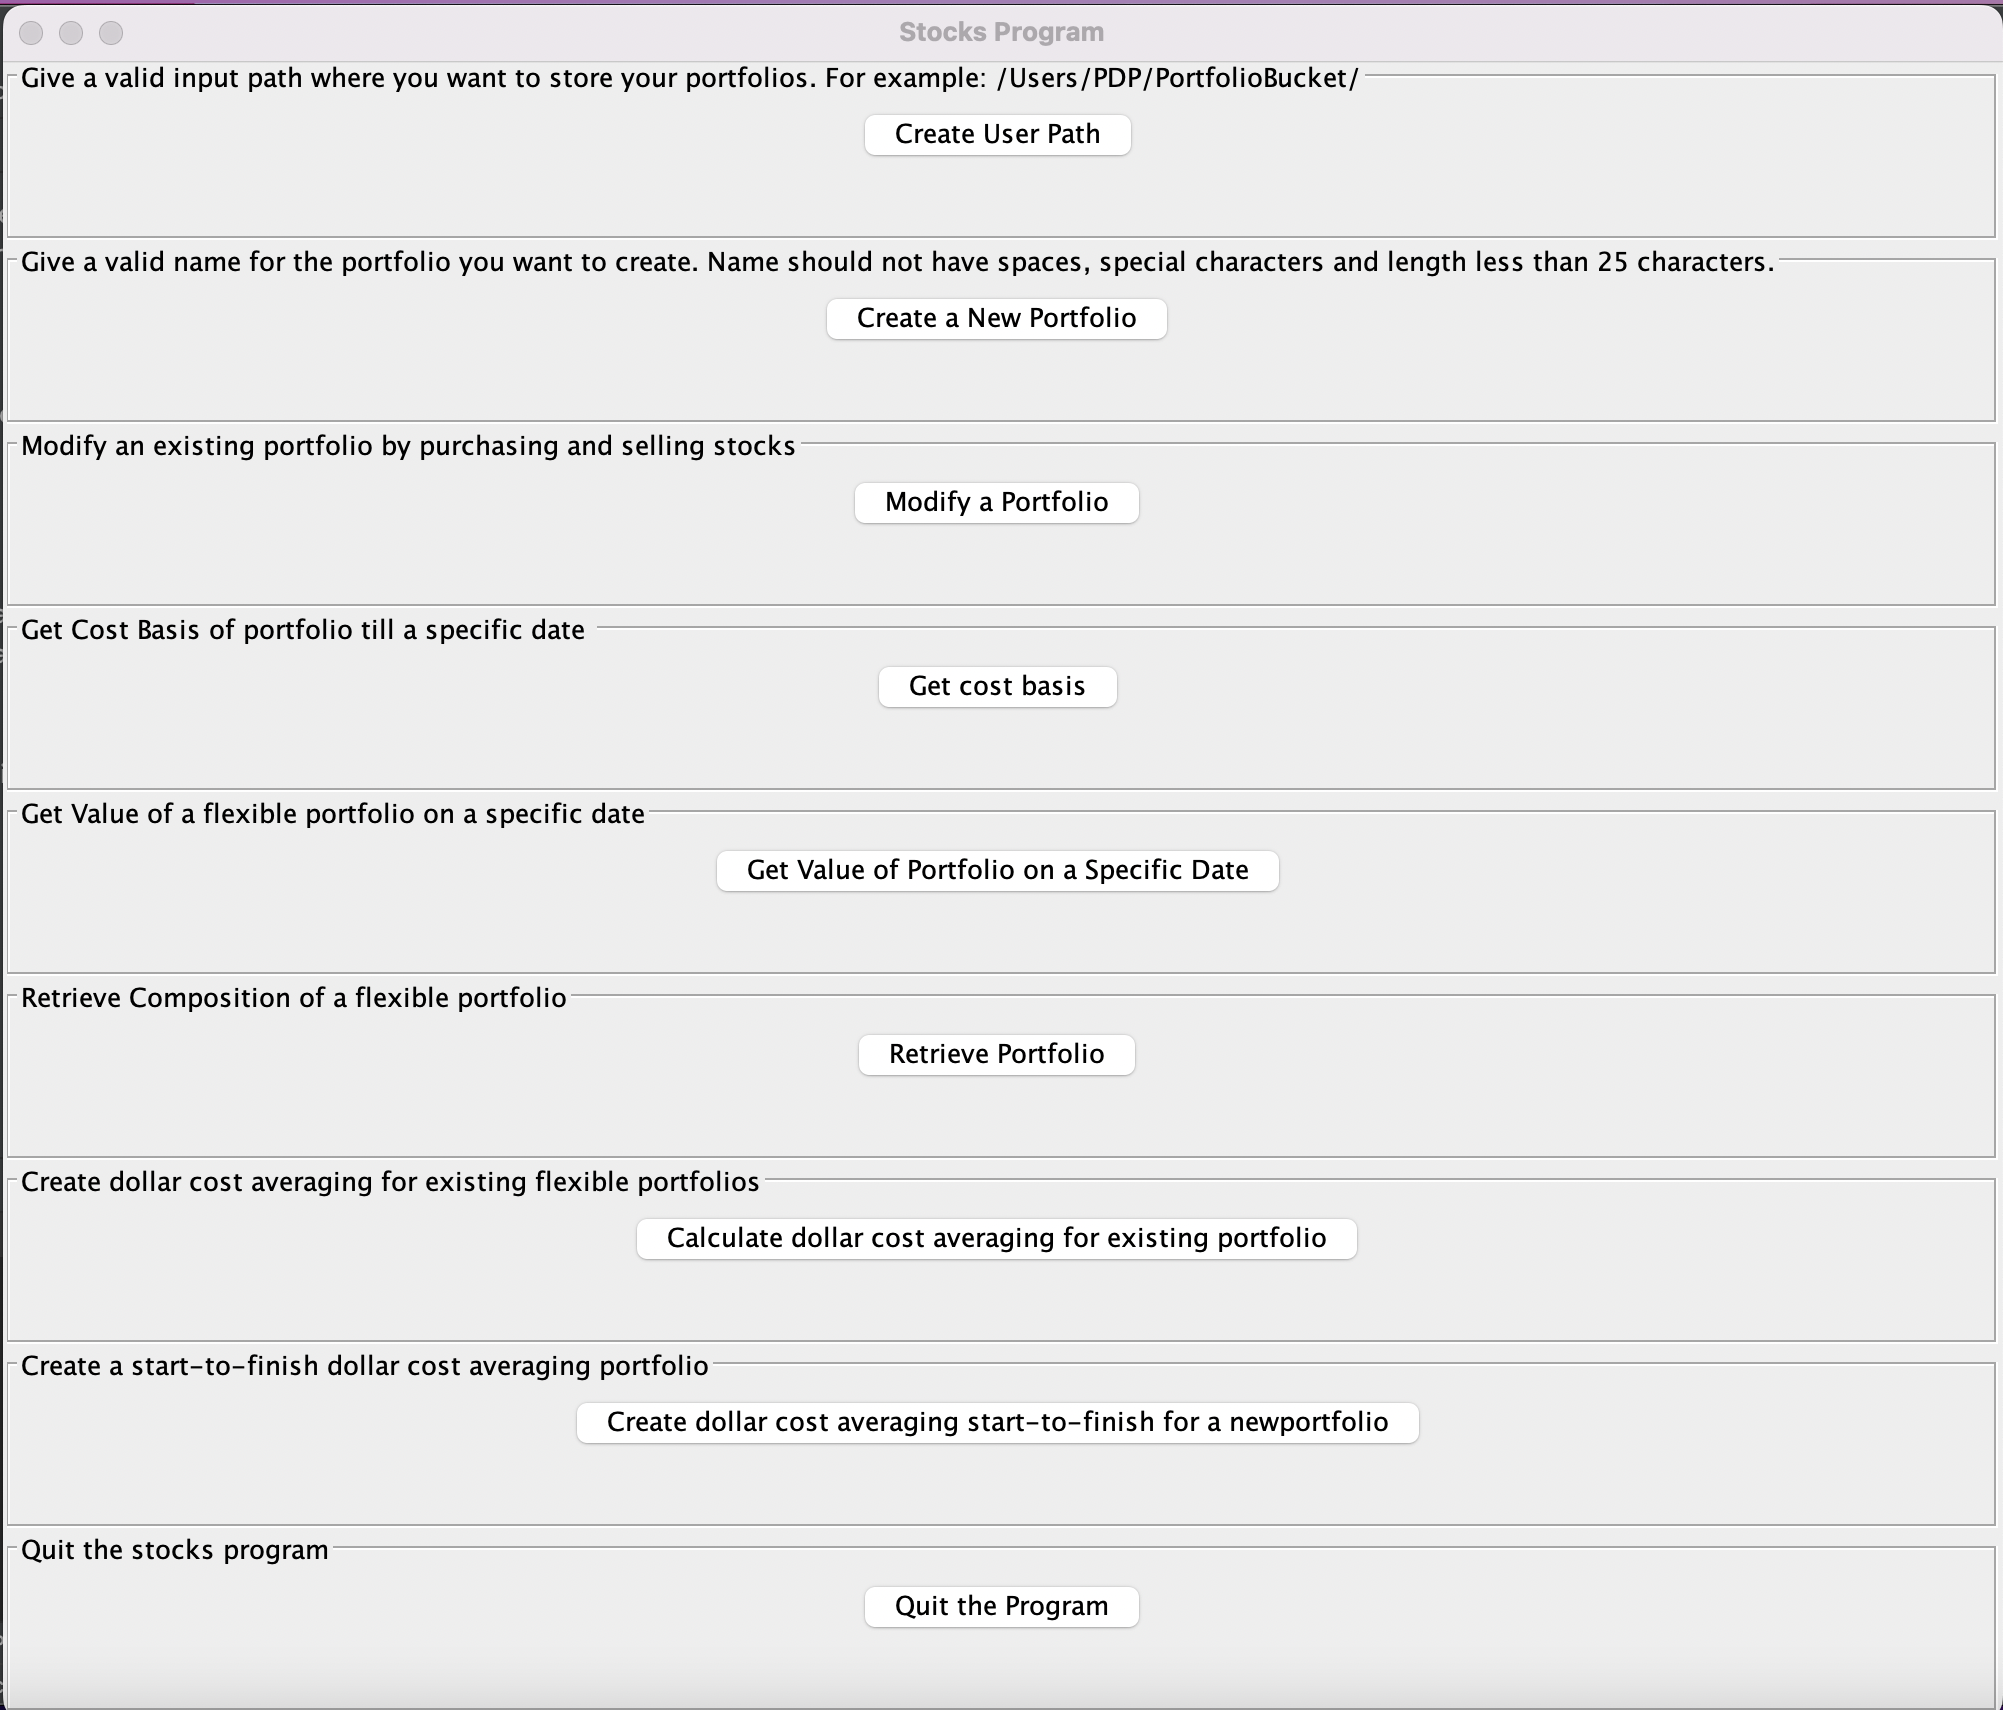 Stocks Program
Give a valid input path where you want to store your portfolios. For example: /Users/PDP/PortfolioBucket/
Create User Path
Give a valid name for the portfolio you want to create. Name should not have spaces, special characters and length less than 25 characters.
Create a New Portfolio
Modify an existing portfolio by purchasing and selling stocks
Modify a Portfolio
Get Cost Basis of portfolio till a specific date
Get cost basis
Get Value of a flexible portfolio on a specific date
Get Value of Portfolio on a Specific Date
Retrieve Composition of a flexible portfolio
Retrieve Portfolio
Create dollar cost averaging for existing flexible portfolios
Calculate dollar cost averaging for existing portfolio
Create a start-to-finish dollar cost averaging portfolio
Create dollar cost averaging start-to-finish for a newportfolio
Quit the stocks program
Quit the Program